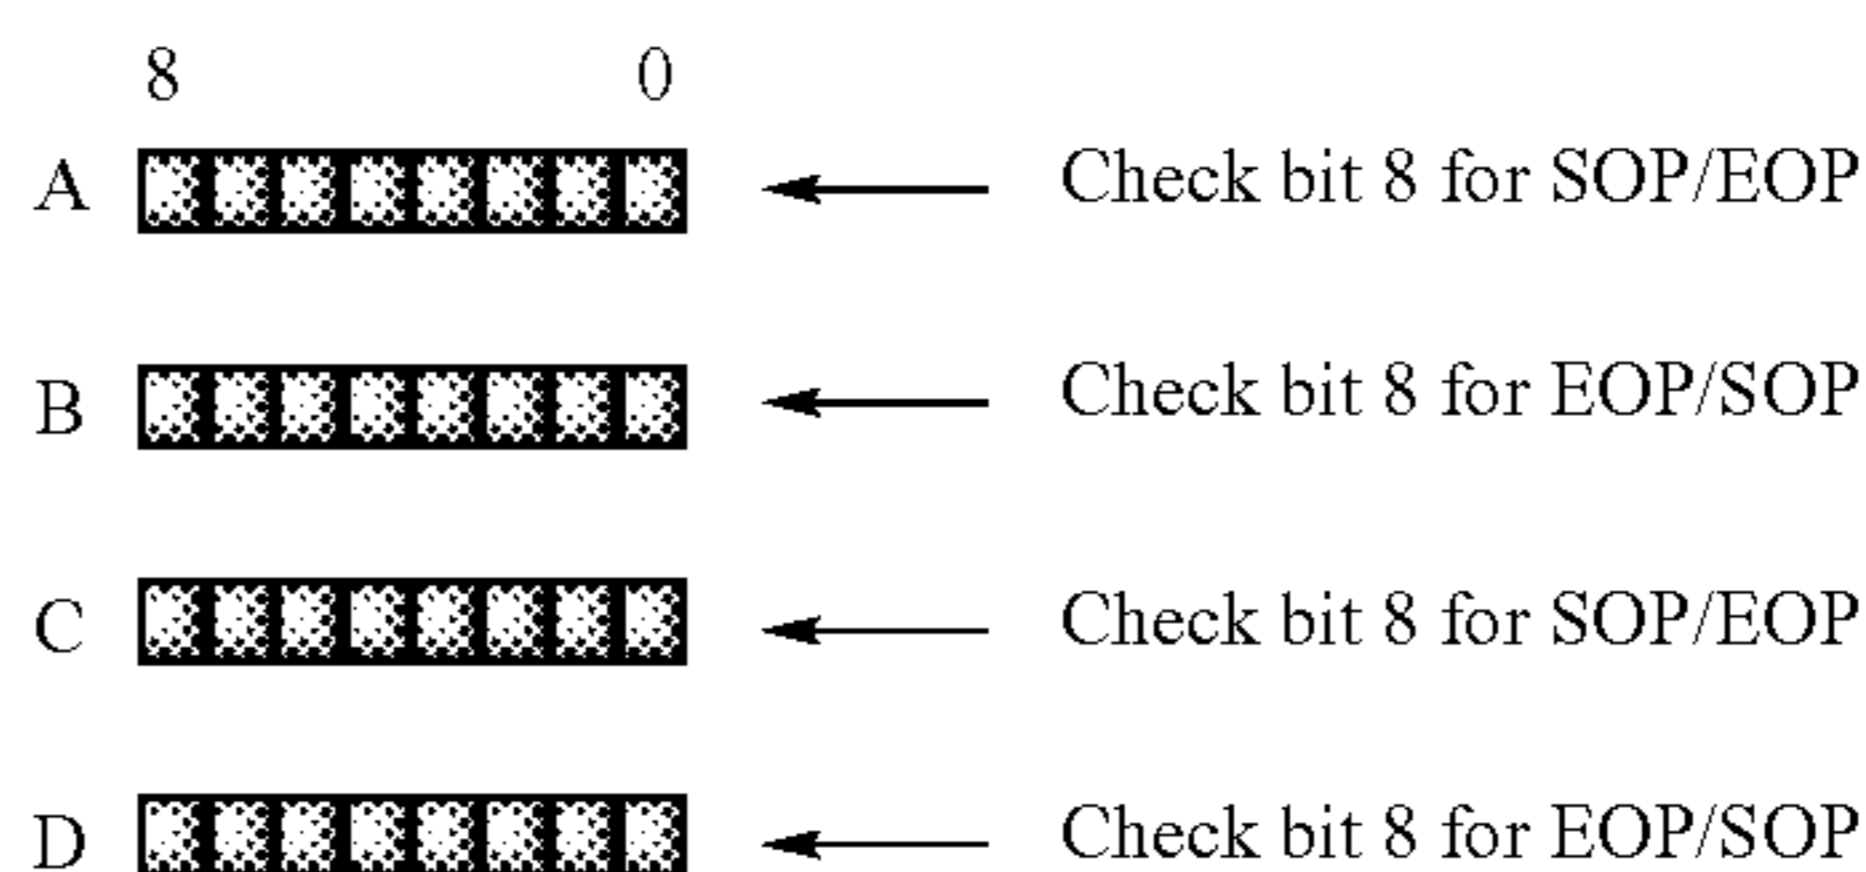 8 0
A Check bit 8 for SOP/EOP
B Check bit 8 for EOP/SOP
C Check bit 8 for SOP/EOP
D Check bit 8 for EOP/SOP